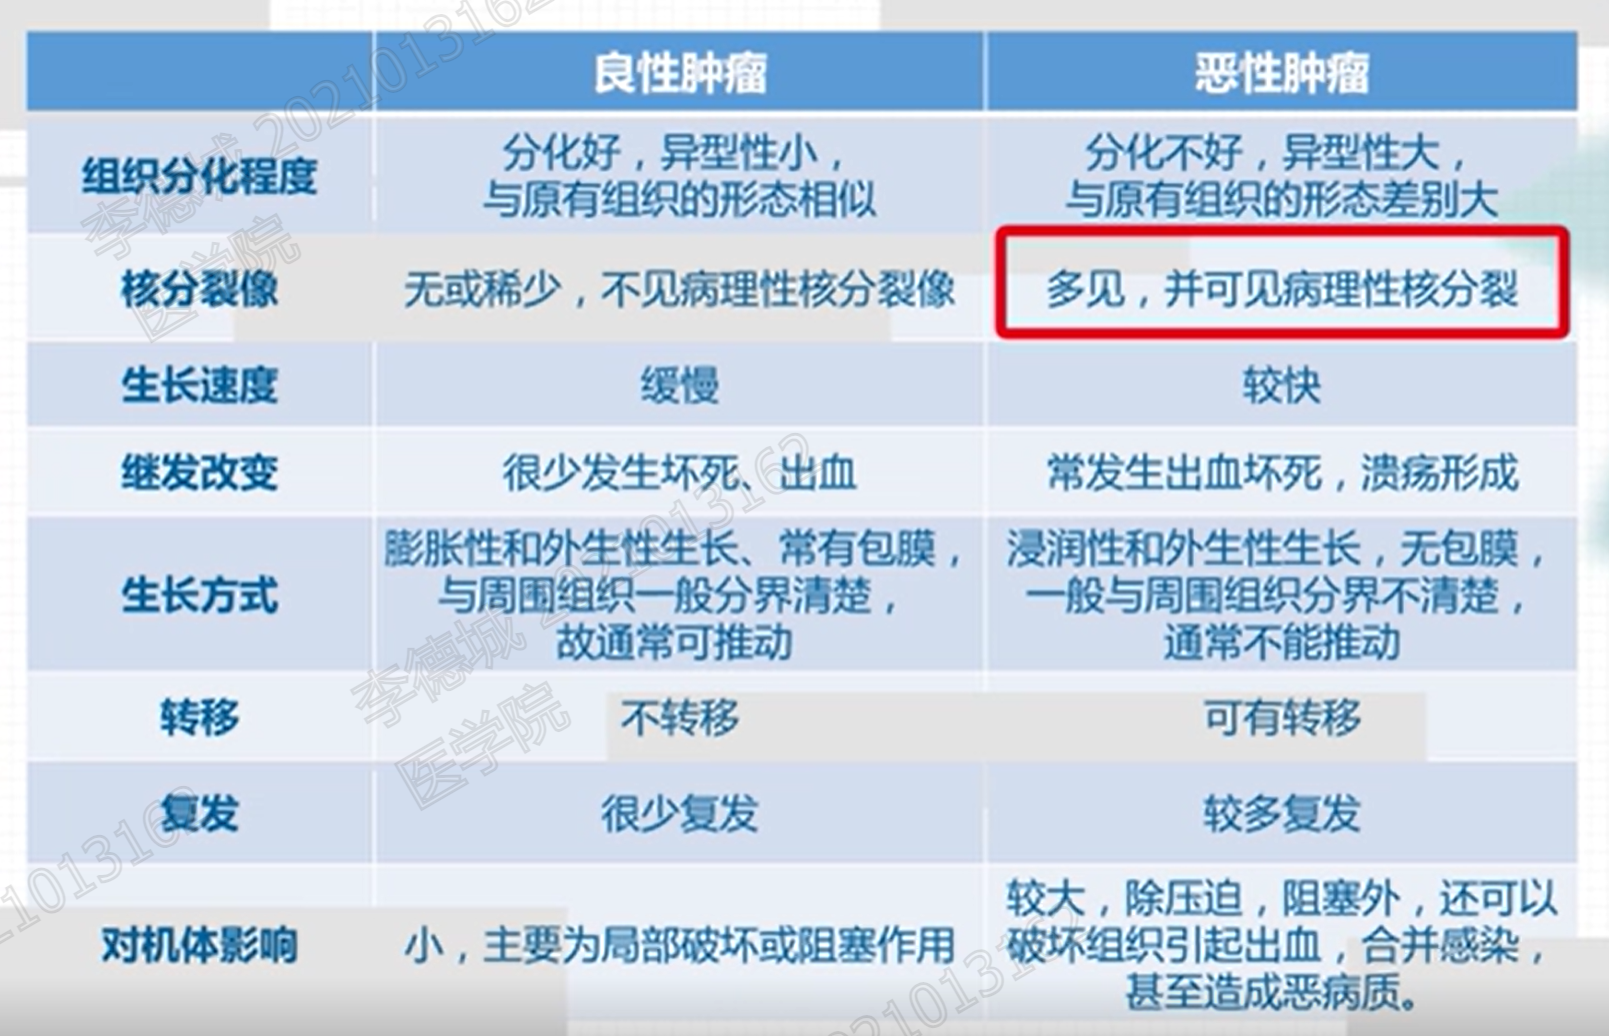 良性肿瘤
恶性肿瘤
组织分化程度
分化好，异型性小，
与原有组织的形态相似
分化不好，异型性大，
与原有组织的形态差别大
核分裂像
无或稀少，不见病理性核分裂像
多见，并可见病理性核分裂
生长速度
缓慢
较快
继发改变
很少发生坏死、出血
常发生出血坏死，溃疡形成
生长方式
膨胀性和外生性生长、常有包膜，
与周围组织一般分界清楚，
故通常可推动
浸润性和外生性生长，无包膜，
一般与周围组织分界不清楚，
通常不能推动
转移
不转移
可有转移
复发
很少复发
较多复发
对机体影响
小，主要为局部破坏或阻塞作用
较大，除压迫，阻塞外，还可以
破坏组织引起出血，合并感染，
甚至造成恶病质。
李德城 2021013162
医学院
李德城 2021013162
医学院
21013162
2021013162